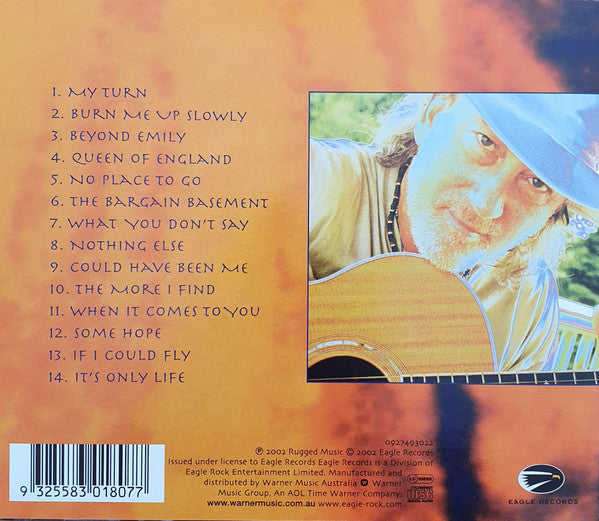 1. My Turn
2. Burn Me Up Slowly
3. Beyond Emily
4. Queen of England
5. No Place to Go
6. The Bargain Basement
7. What You Don't Say
8. Nothing Else
9. Could Have Been Me
10. The More I Find
11. When It Comes to You
12. Some Hope
13. If I Could Fly
14. It's Only Life
0927493022
℗ 2002 Rugged Music © 2002 Eagle Records
Issued under license to Eagle Records Eagle Records is a Division of
Eagle Rock Entertainment Limited. Manufactured and
distributed by Warner Music Australia Warner
Music Group, An AOL Time Warner Company.
www.warnermusic.com.au www.eagle-rock.com
COMPACT
disc
DIGITAL AUDIO
EAGLE RECORDS
9 325583 018077